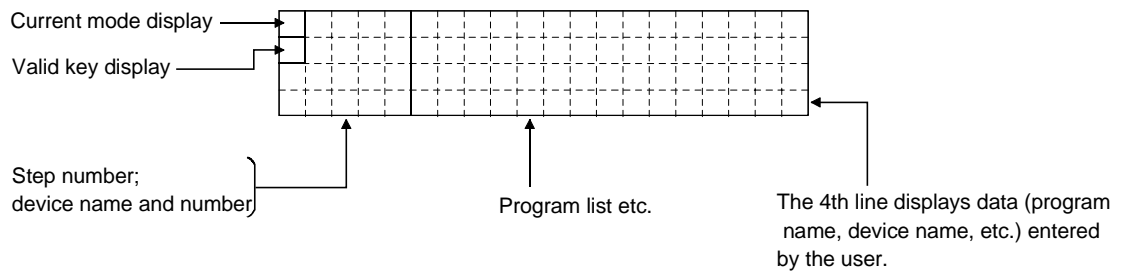 Current mode display
Valid key display
Step number;
device name and number
Program list etc.
The 4th line displays data (program
name, device name, etc.) entered
by the user.